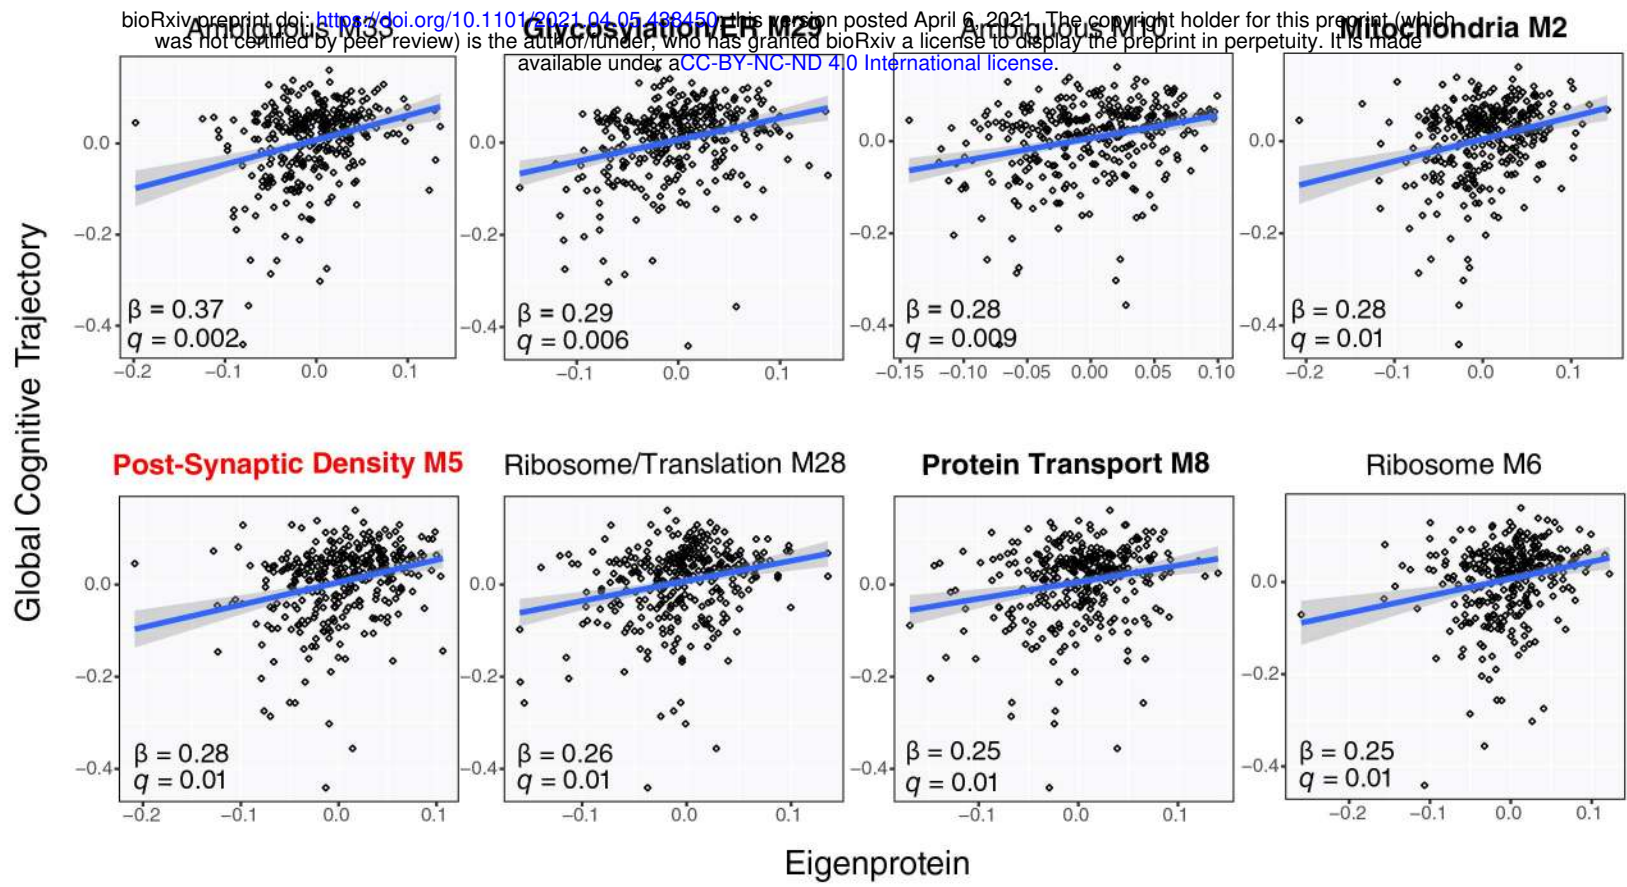 bioRxiv preprint doi: https://doi.org/10.1101/2021.04.05.438450; this version posted April 6, 2021. The copyright holder for this preprint (which
was not certified by peer review) is the author/funder, who has granted bioRxiv a license to display the preprint in perpetuity. It is made
available under aCC-BY-NC-ND 4.0 International license.
Ambiguous M33
Glycosylation/ER M29
Ambiguous M10
Mitochondria M2
Global Cognitive Trajectory
0.0
−0.2
−0.4
β = 0.37
q = 0.002
−0.2 −0.1 0.0 0.1
0.0
−0.2
−0.4
β = 0.29
q = 0.006
−0.1 0.0 0.1
0.0
−0.2
−0.4
β = 0.28
q = 0.009
−0.15 −0.10 −0.05 0.00 0.05 0.10
0.0
−0.2
−0.4
β = 0.28
q = 0.01
−0.2 −0.1 0.0 0.1
Post-Synaptic Density M5
Ribosome/Translation M28
Protein Transport M8
Ribosome M6
0.0
−0.2
−0.4
β = 0.28
q = 0.01
−0.2 −0.1 0.0 0.1
0.0
−0.2
−0.4
β = 0.26
q = 0.01
−0.1 0.0 0.1
0.0
−0.2
−0.4
β = 0.25
q = 0.01
−0.1 0.0 0.1
0.0
−0.2
−0.4
β = 0.25
q = 0.01
−0.2 −0.1 0.0 0.1
Eigenprotein